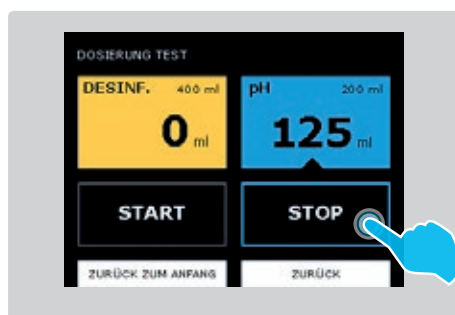 DOSIERUNG TEST
DESINF. 400 ml
0 ml
pH 200 ml
125 ml
START
STOP
ZURÜCK ZUM ANFANG
ZURÜCK